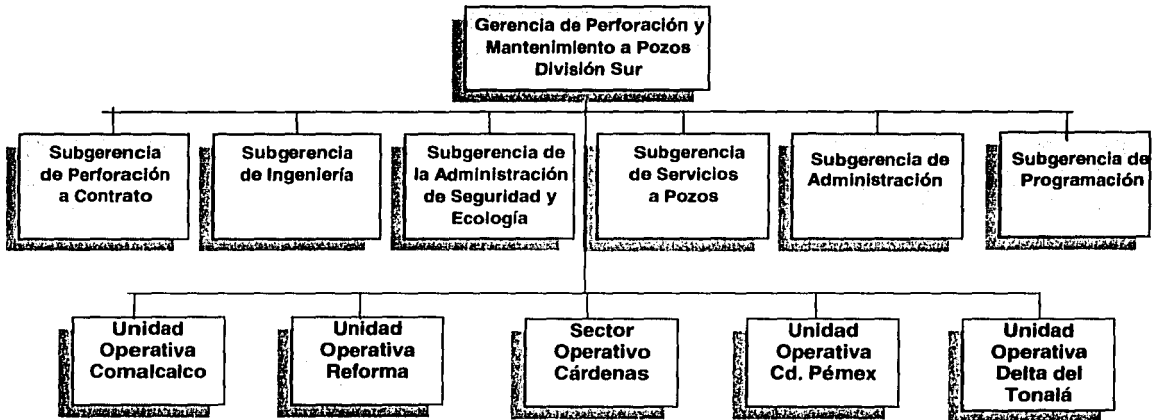 Gerencia de Perforación y
Mantenimiento a Pozos
División Sur
Subgerencia
de Perforación
a Contrato
Subgerencia
de Ingeniería
Subgerencia de
la Administración
de Seguridad y
Ecología
Subgerencia
de Servicios
a Pozos
Subgerencia de
Administración
Subgerencia de
Programación
Unidad
Operativa
Comalcalco
Unidad
Operativa
Reforma
Sector
Operativo
Cárdenas
Unidad
Operativa
Cd. Pémex
Unidad
Operativa
Delta del
Tonalá